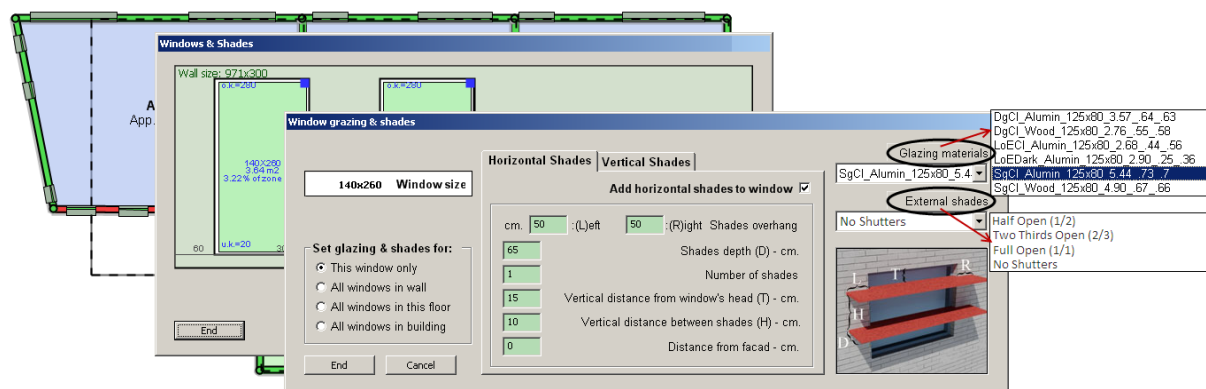 Windows & Shades
Wall size: 971x300
o.k.=280
o.k.=280
A
App.
140X260
3.64 m2
3.22% of zone
60
u.k.=20
30
End
Window grazing & shades
140x260 Window size
Set glazing & shades for:
This window only
All windows in wall
All windows in this floor
All windows in building
End
Cancel
Horizontal Shades
Vertical Shades
Add horizontal shades to window
cm. 50 :(L)eft 50 :(R)ight Shades overhang
65 Shades depth (D) - cm.
1 Number of shades
15 Vertical distance from window's head (T) - cm.
10 Vertical distance between shades (H) - cm.
0 Distance from facad - cm.
Glazing materials
SgCl_Alumin_125x80_5.4
External shades
No Shutters
L
T
R
H
D
DgCl_Alumin_125x80_3.57_.64_.63
DgCl_Wood_125x80_2.76_.55_.58
LoECl_Alumin_125x80_2.68_.44_.56
LoEDark_Alumin_125x80_2.90_.25_.36
SgCl_Alumin_125x80_5.44_.73_.7
SgCl_Wood_125x80_4.90_.67_.66
Half Open (1/2)
Two Thirds Open (2/3)
Full Open (1/1)
No Shutters